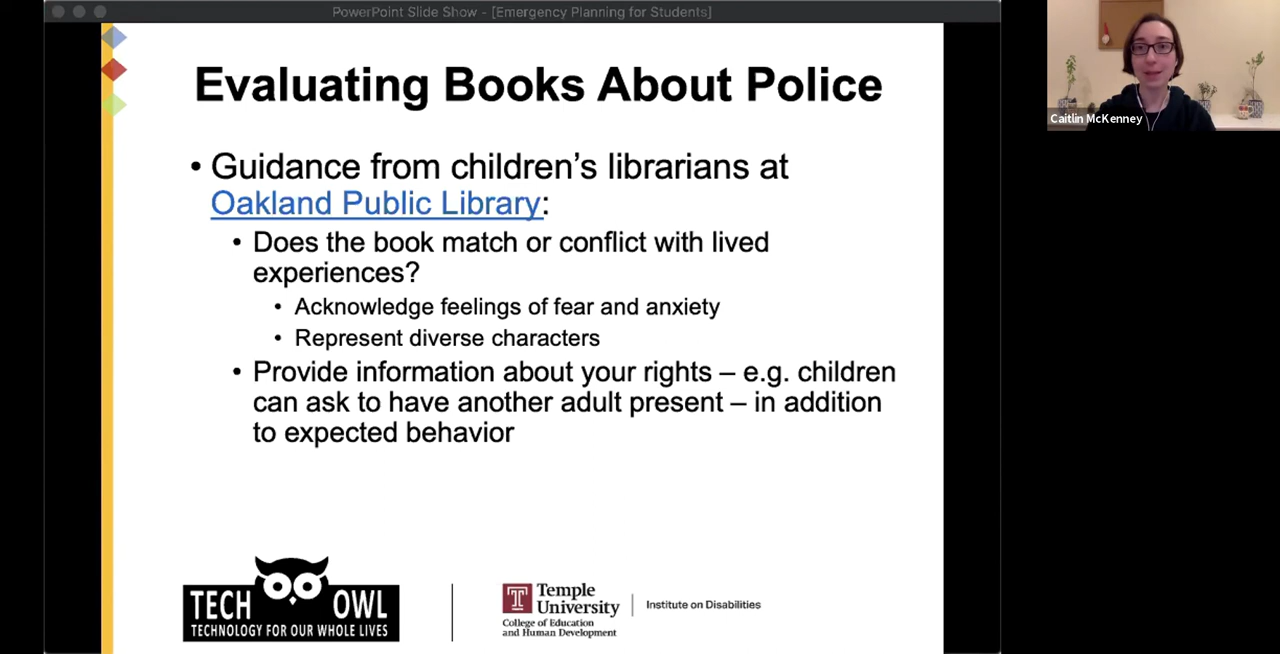 PowerPoint Slide Show - [Emergency Planning for Students]
Evaluating Books About Police
• Guidance from children’s librarians at
Oakland Public Library:
• Does the book match or conflict with lived
experiences?
• Acknowledge feelings of fear and anxiety
• Represent diverse characters
• Provide information about your rights – e.g. children
can ask to have another adult present – in addition
to expected behavior
TECH OWL
TECHNOLOGY FOR OUR WHOLE LIVES
Temple
University
College of Education
and Human Development
Institute on Disabilities
Caitlin McKenney